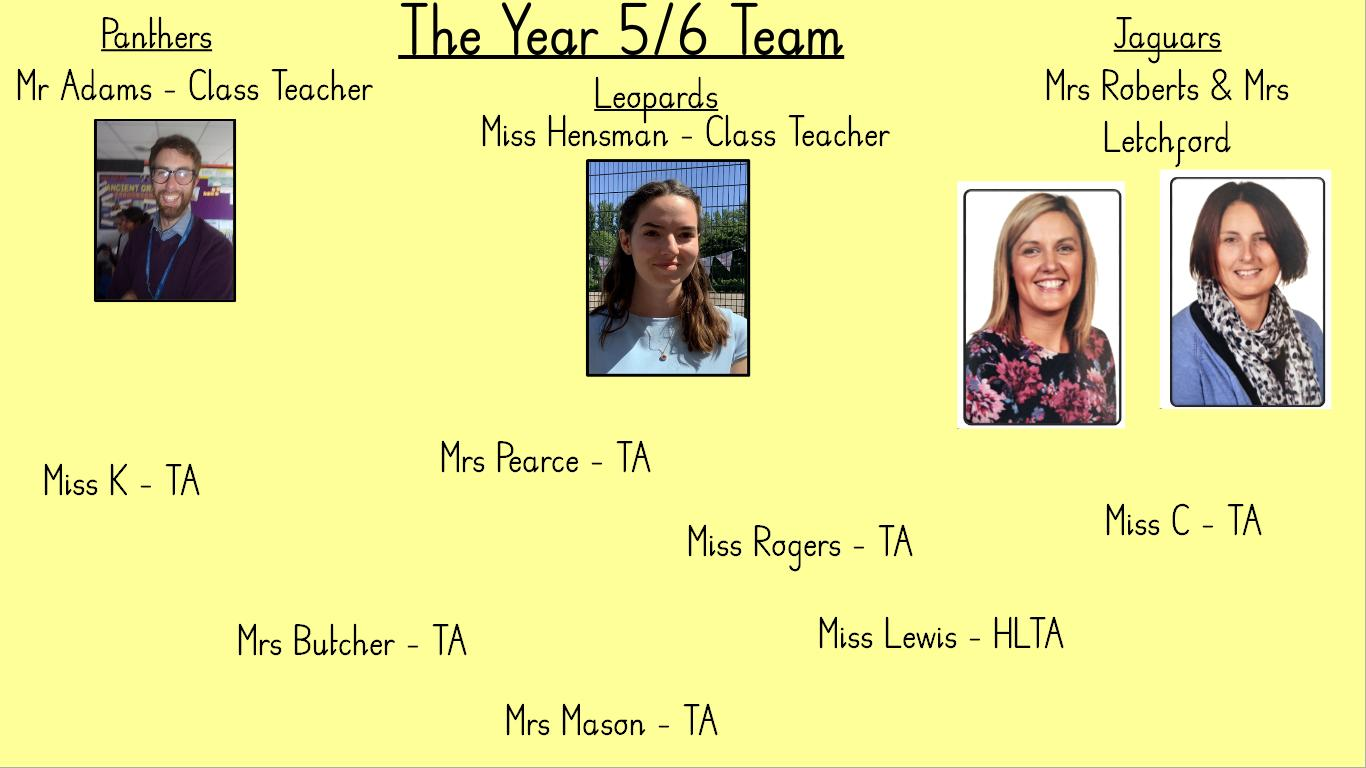 The Year 5/6 Team
Panthers
Mr Adams - Class Teacher
ANCIENT GR
Leopards
Miss Hensman - Class Teacher
Jaguars
Mrs Roberts & Mrs
Letchford
Miss K - TA
Mrs Pearce - TA
Miss Rogers - TA
Miss C - TA
Mrs Butcher - TA
Miss Lewis - HLTA
Mrs Mason - TA